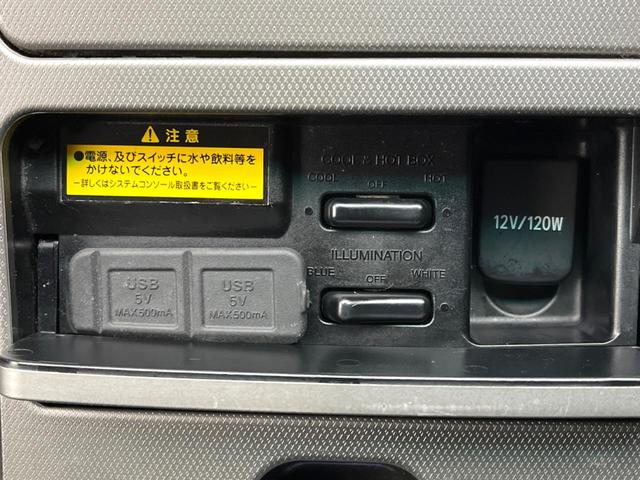 ⚠注意
●電源、及びスイッチに水や飲料等を
かけないでください。
ー詳しくはシステムコンソール取扱書をご覧くださいー
USB
5V
MAX500mA
USB
5V
MAX500mA
COOL & HOT BOX
COOL OFF HOT
ILLUMINATION
BLUE OFF WHITE
12V/120W